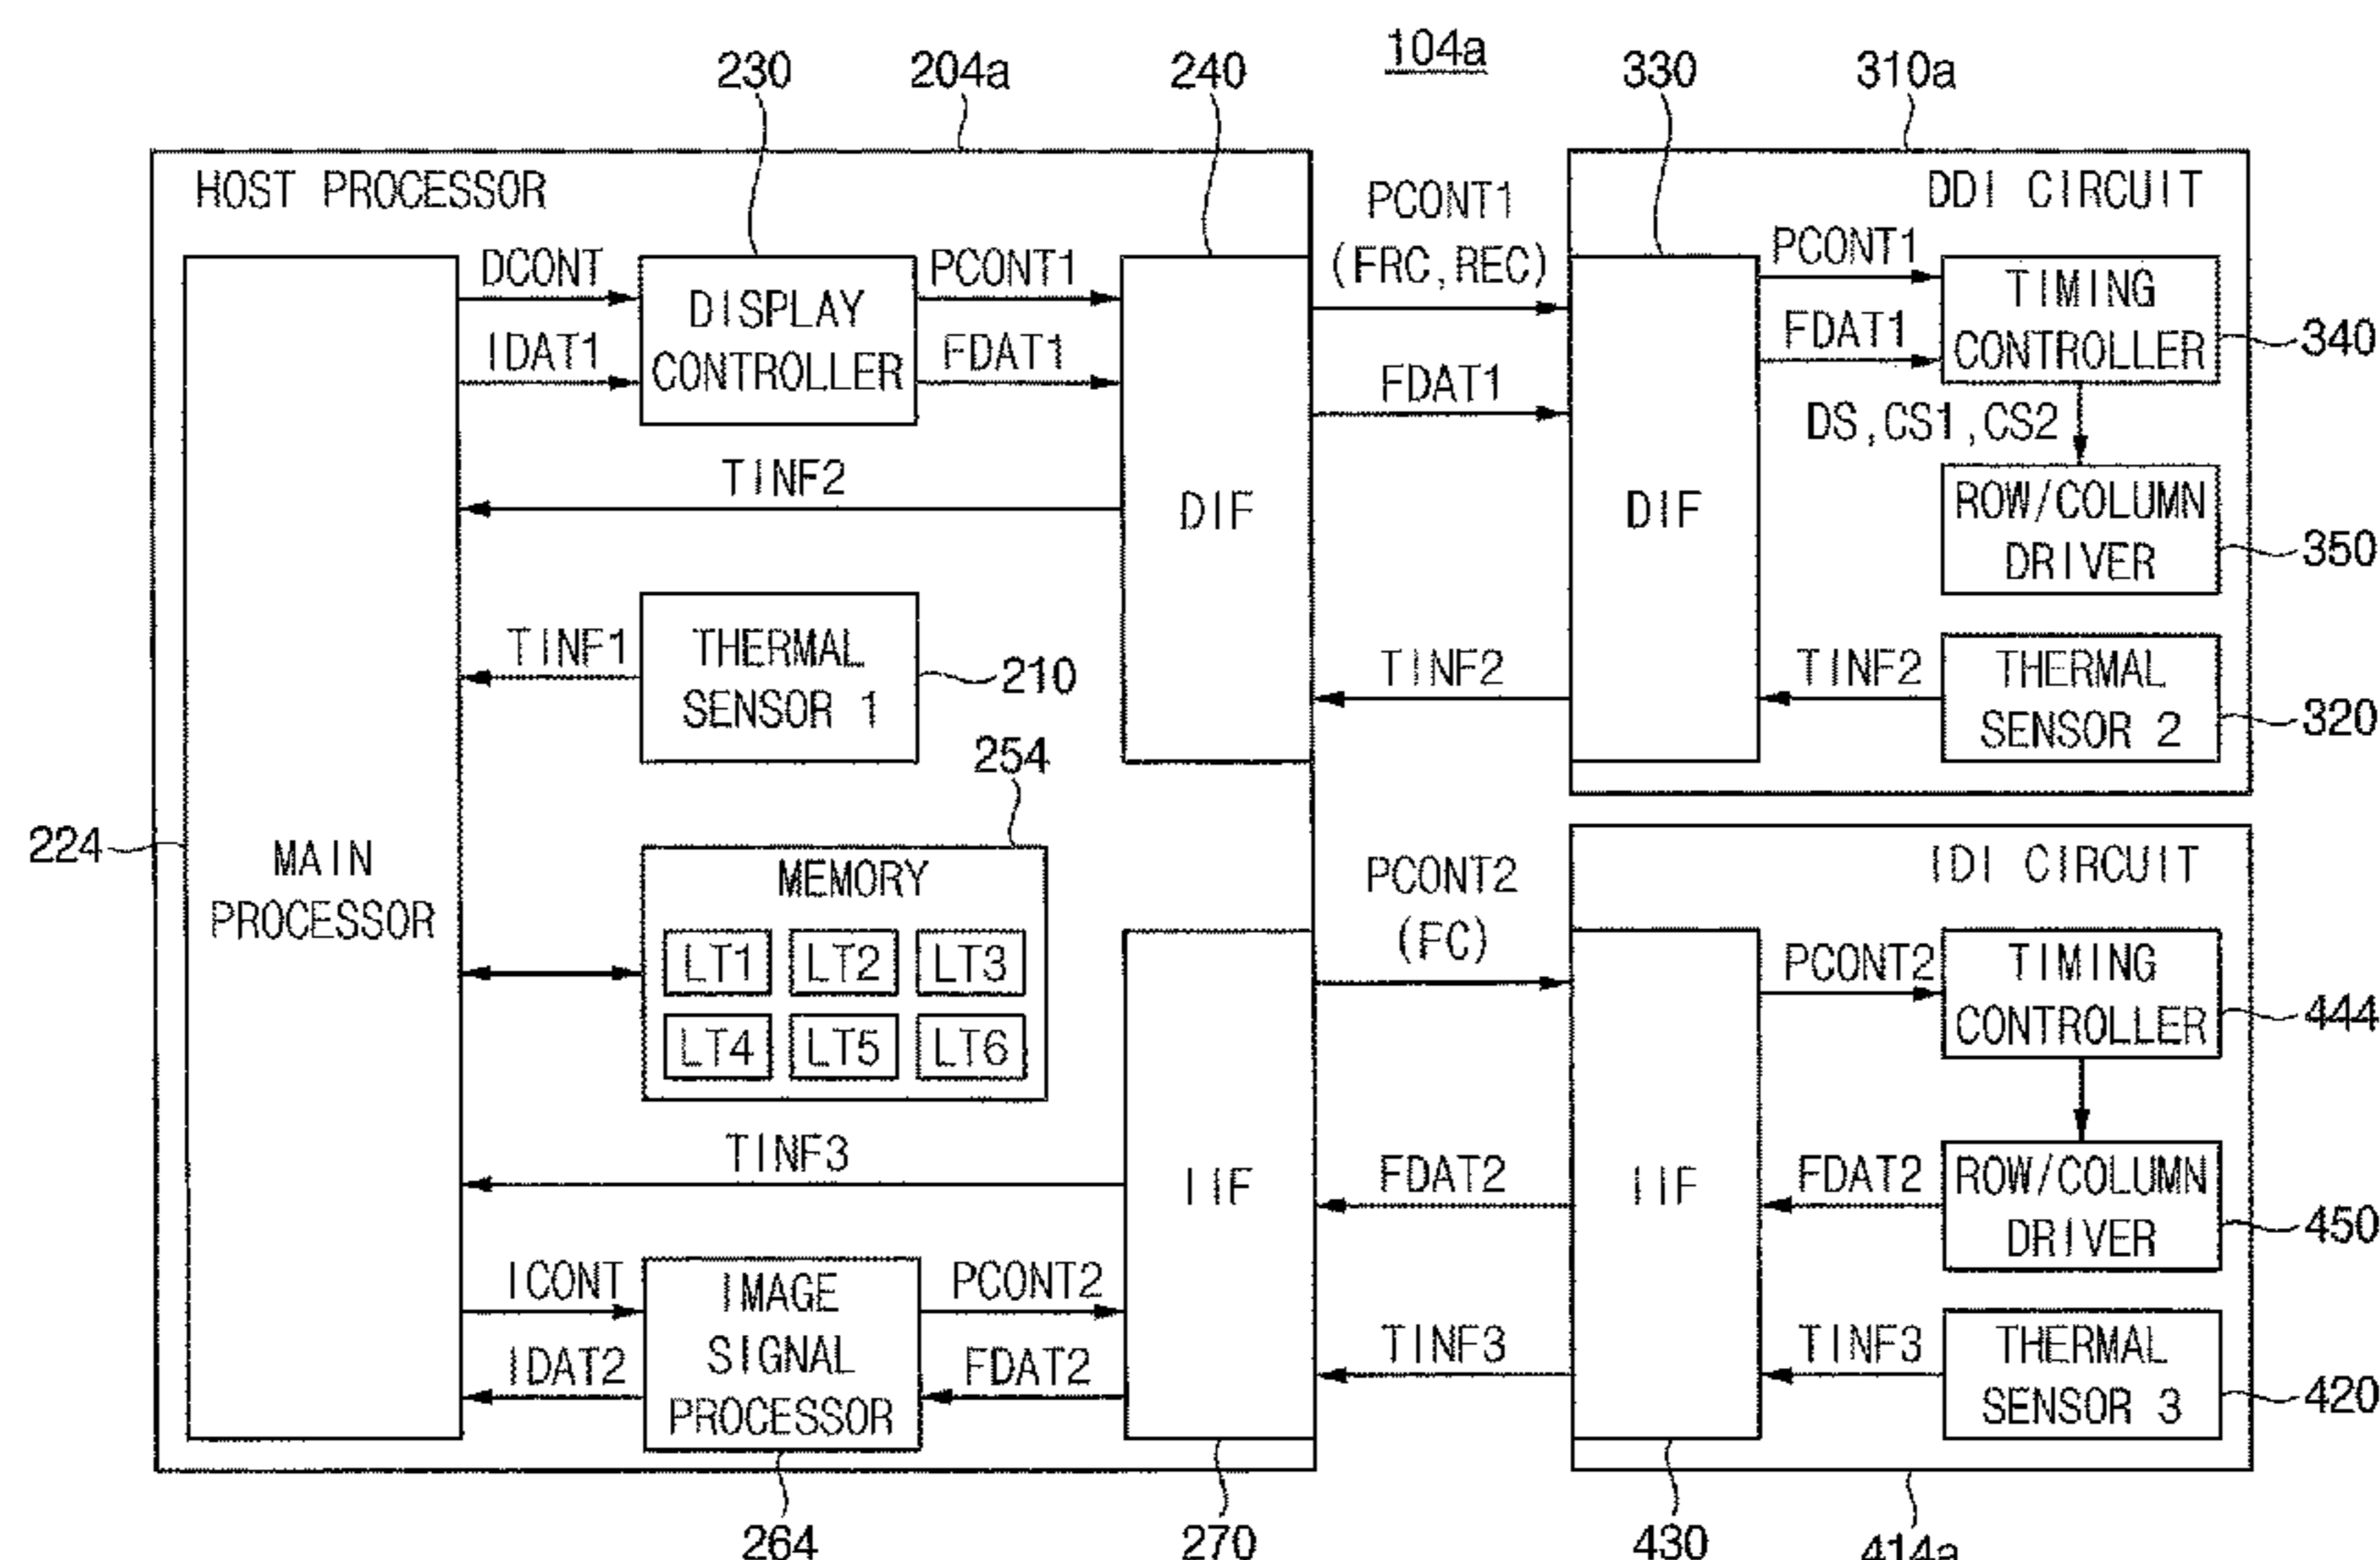 104a
230
204a
240
330
310a
HOST PROCESSOR
DCONT
IDAT1
DISPLAY
CONTROLLER
PCONT1
FDAT1
TINF2
TINF1
THERMAL
SENSOR 1
210
DIF
PCONT1
(FRC,REC)
FDAT1
TINF2
DDI CIRCUIT
DIF
PCONT1
FDAT1
TIMING
CONTROLLER
340
DS,CS1,CS2
ROW/COLUMN
DRIVER
350
TINF2
THERMAL
SENSOR 2
320
224
MAIN
PROCESSOR
254
MEMORY
LT1 LT2 LT3
LT4 LT5 LT6
TINF3
ICONT
IDAT2
IMAGE
SIGNAL
PROCESSOR
PCONT2
FDAT2
IIF
PCONT2
(FC)
FDAT2
TINF3
IDI CIRCUIT
IIF
PCONT2
TIMING
CONTROLLER
444
FDAT2
ROW/COLUMN
DRIVER
450
TINF3
THERMAL
SENSOR 3
420
264
270
430
414a